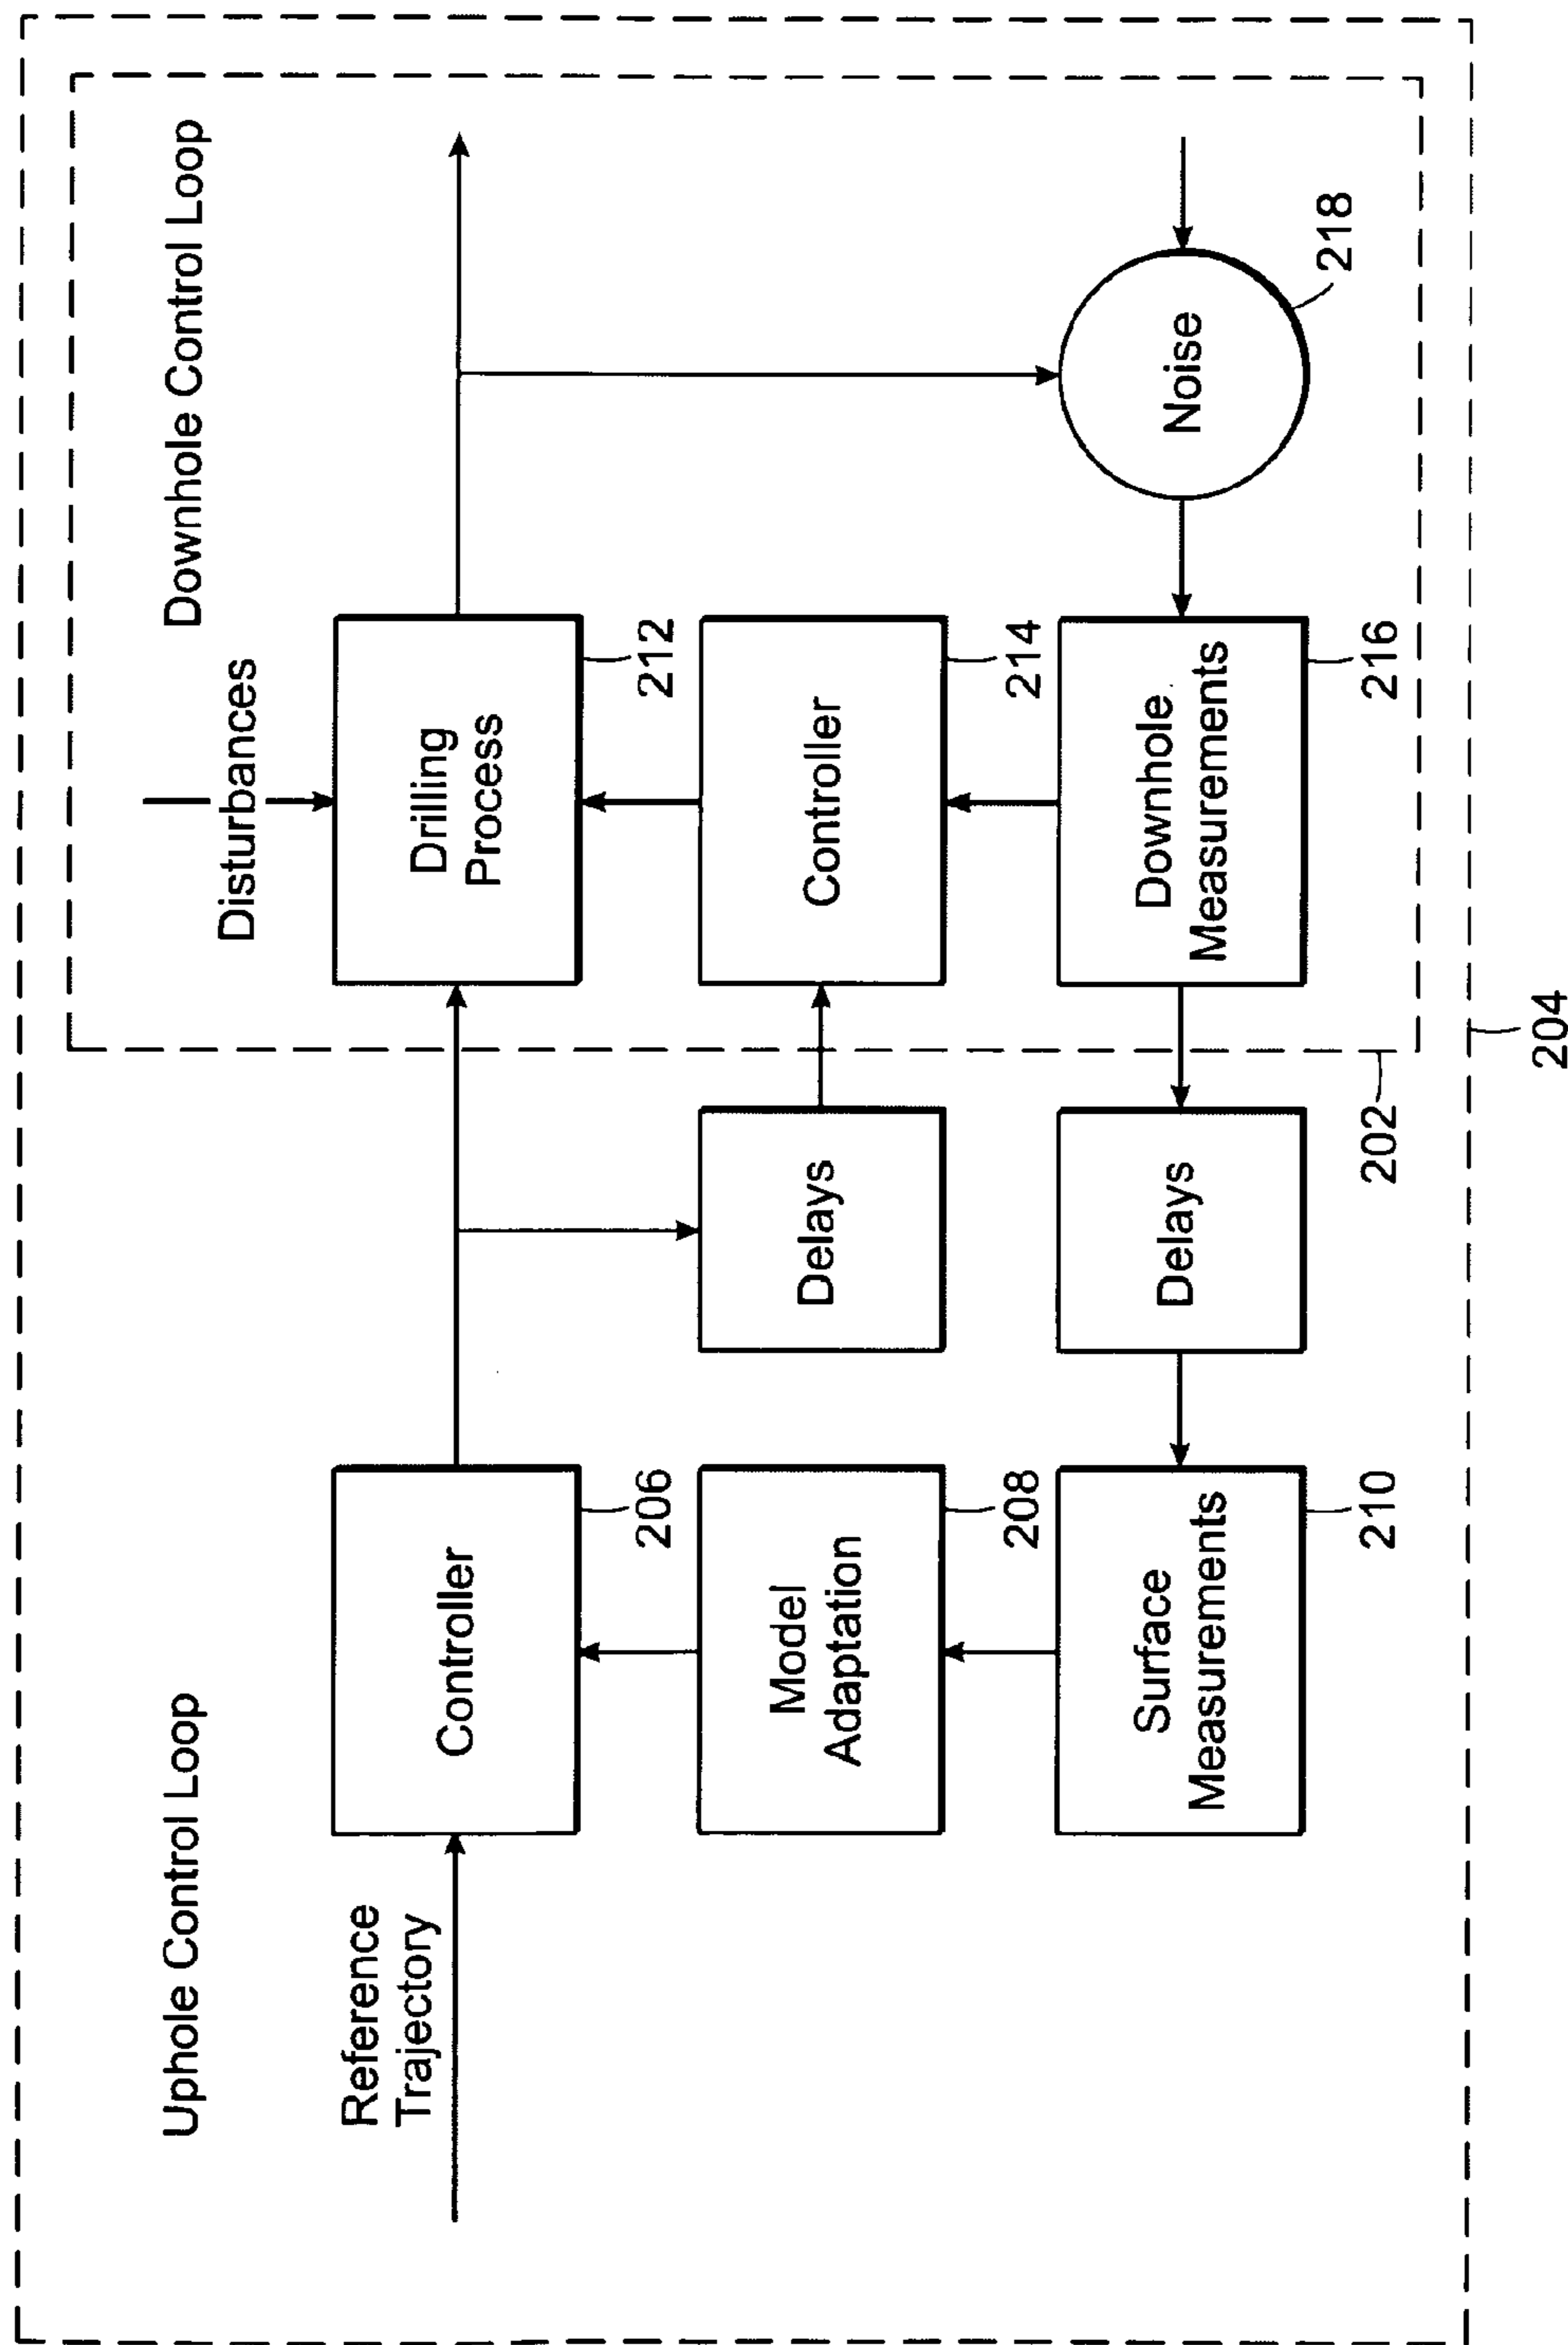 Uphole Control Loop
Downhole Control Loop
Disturbances
Reference
Trajectory
Controller
206
Drilling
Process
212
Model
Adaptation
208
Delays
Controller
214
Surface
Measurements
210
Delays
Downhole
Measurements
216
Noise
218
202
204